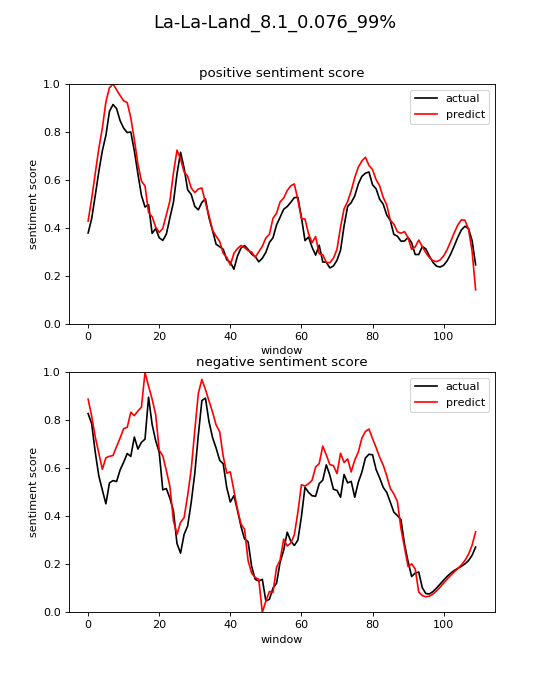 La-La-Land_8.1_0.076_99%
positive sentiment score
1.0
0.8
0.6
0.4
0.2
0.0
sentiment score
actual
predict
0 20 40 60 80 100
window
negative sentiment score
1.0
0.8
0.6
0.4
0.2
0.0
sentiment score
actual
predict
0 20 40 60 80 100
window